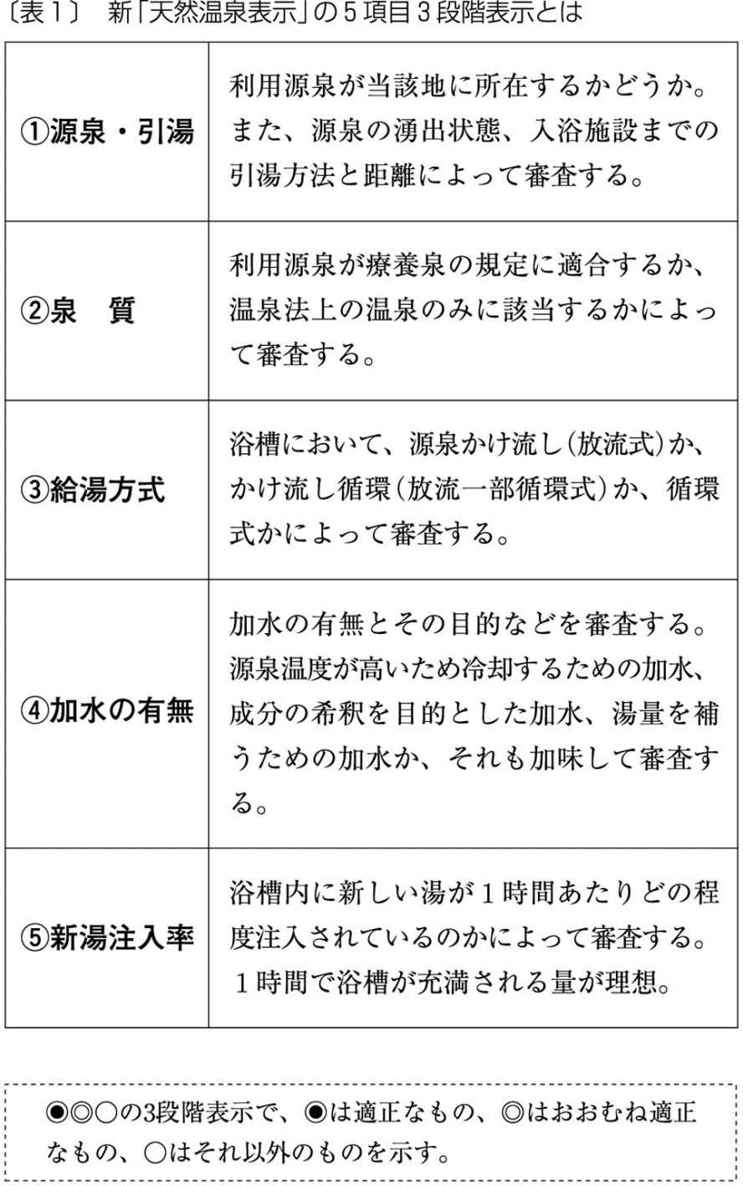 〔表１〕 新「天然温泉表示」の５項目３段階表示とは
①源泉・引湯
利用源泉が当該地に所在するかどうか。
また、源泉の湧出状態、入浴施設までの
引湯方法と距離によって審査する。
②泉　質
利用源泉が療養泉の規定に適合するか、
温泉法上の温泉のみに該当するかによっ
て審査する。
③給湯方式
浴槽において、源泉かけ流し(放流式)か、
かけ流し循環(放流一部循環式)か、循環
式かによって審査する。
④加水の有無
加水の有無とその目的などを審査する。
源泉温度が高いため冷却するための加水、
成分の希釈を目的とした加水、湯量を補
うための加水か、それも加味して審査す
る。
⑤新湯注入率
浴槽内に新しい湯が１時間あたりどの程
度注入されているのかによって審査する。
１時間で浴槽が充満される量が理想。
◉◎○の3段階表示で、◉は適正なもの、◎はおおむね適正
なもの、○はそれ以外のものを示す。